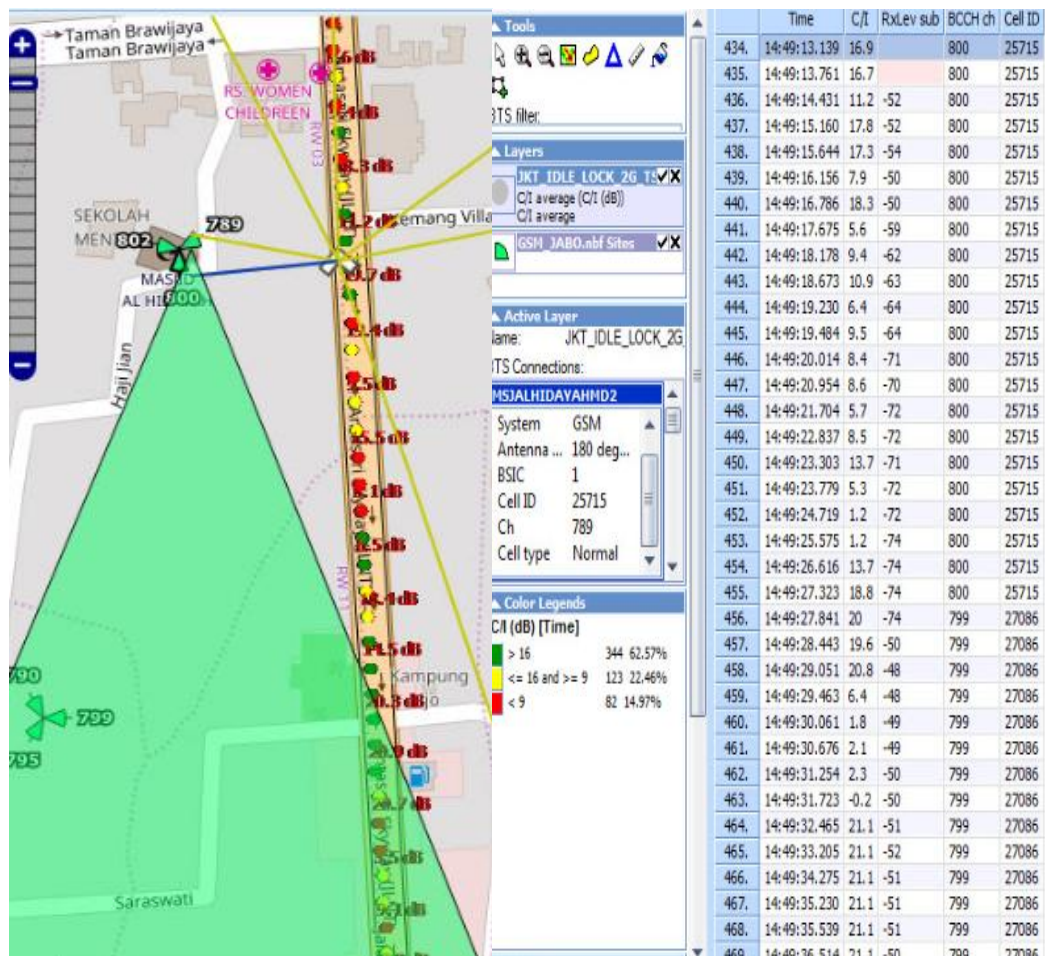 Taman Brawijaya
Taman Brawijaya
RS. WOMEN
CHILDREEN
RW 03
Kemang Villa
SEKOLAH
MEN
802
789
MASJID
AL HI
800
Haji Jian
RW 11
Kampung
790
799
795
Saraswati
Tools
BTS filter:
Layers
JKT_IDLE_LOCK_2G_TS
C/I average (C/I (dB))
C/I average
GSM_JABO.nbf Sites
Active Layer
Name: JKT_IDLE_LOCK_2G_
BTS Connections:
MSJALHIDAYAHMD2
System GSM
Antenna ... 180 deg...
BSIC 1
Cell ID 25715
Ch 789
Cell type Normal
Color Legends
C/I (dB) [Time]
> 16 344 62.57%
<= 16 and >= 9 123 22.46%
< 9 82 14.97%
Time C/I RxLev sub BCCH ch Cell ID
434. 14:49:13.139 16.9 800 25715
435. 14:49:13.761 16.7 800 25715
436. 14:49:14.431 11.2 -52 800 25715
437. 14:49:15.160 17.8 -52 800 25715
438. 14:49:15.644 17.3 -54 800 25715
439. 14:49:16.156 7.9 -50 800 25715
440. 14:49:16.786 18.3 -50 800 25715
441. 14:49:17.675 5.6 -59 800 25715
442. 14:49:18.178 9.4 -62 800 25715
443. 14:49:18.673 10.9 -63 800 25715
444. 14:49:19.230 6.4 -64 800 25715
445. 14:49:19.484 9.5 -64 800 25715
446. 14:49:20.014 8.4 -71 800 25715
447. 14:49:20.954 8.6 -70 800 25715
448. 14:49:21.704 5.7 -72 800 25715
449. 14:49:22.837 8.5 -72 800 25715
450. 14:49:23.303 13.7 -71 800 25715
451. 14:49:23.779 5.3 -72 800 25715
452. 14:49:24.719 1.2 -72 800 25715
453. 14:49:25.575 1.2 -74 800 25715
454. 14:49:26.616 13.7 -74 800 25715
455. 14:49:27.323 18.8 -74 800 25715
456. 14:49:27.841 20 -74 799 27086
457. 14:49:28.443 19.6 -50 799 27086
458. 14:49:29.051 20.8 -48 799 27086
459. 14:49:29.463 6.4 -48 799 27086
460. 14:49:30.061 1.8 -49 799 27086
461. 14:49:30.676 2.1 -49 799 27086
462. 14:49:31.254 2.3 -50 799 27086
463. 14:49:31.723 -0.2 -50 799 27086
464. 14:49:32.465 21.1 -51 799 27086
465. 14:49:33.205 21.1 -52 799 27086
466. 14:49:34.275 21.1 -51 799 27086
467. 14:49:35.230 21.1 -51 799 27086
468. 14:49:35.539 21.1 -51 799 27086
469. 14:49:36.514 21.1 -50 799 27086